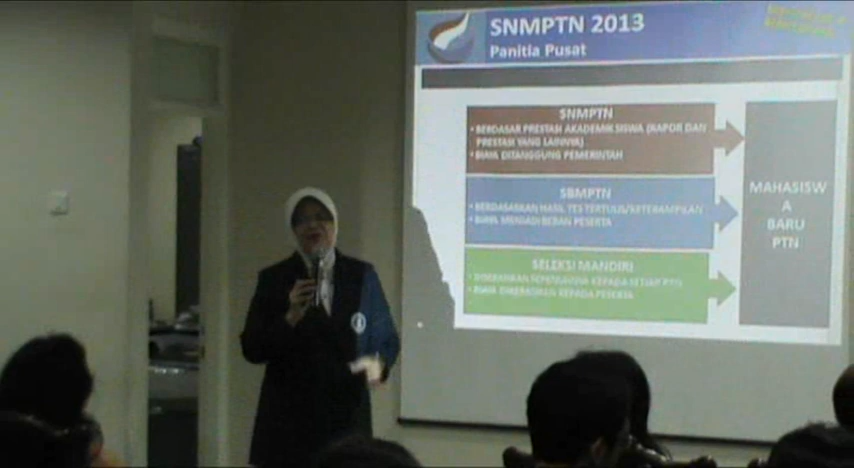 SNMPTN 2013
Panitia Pusat
SNMPTN
• BERDASAR PRESTASI AKADEMIK SISWA (RAPOR DAN
PRESTASI YANG LAINNYA)
• BIAYA DITANGGUNG PEMERINTAH
SBMPTN
• BERDASARKAN HASIL TES TERTULIS/KETERAMPILAN
• BIAYA MENJADI BEBAN PESERTA
SELEKSI MANDIRI
• DISERAHKAN SEPENUHNYA KEPADA SETIAP PTN
• BIAYA DIBEBANKAN KEPADA PESERTA
MAHASISW
A
BARU
PTN